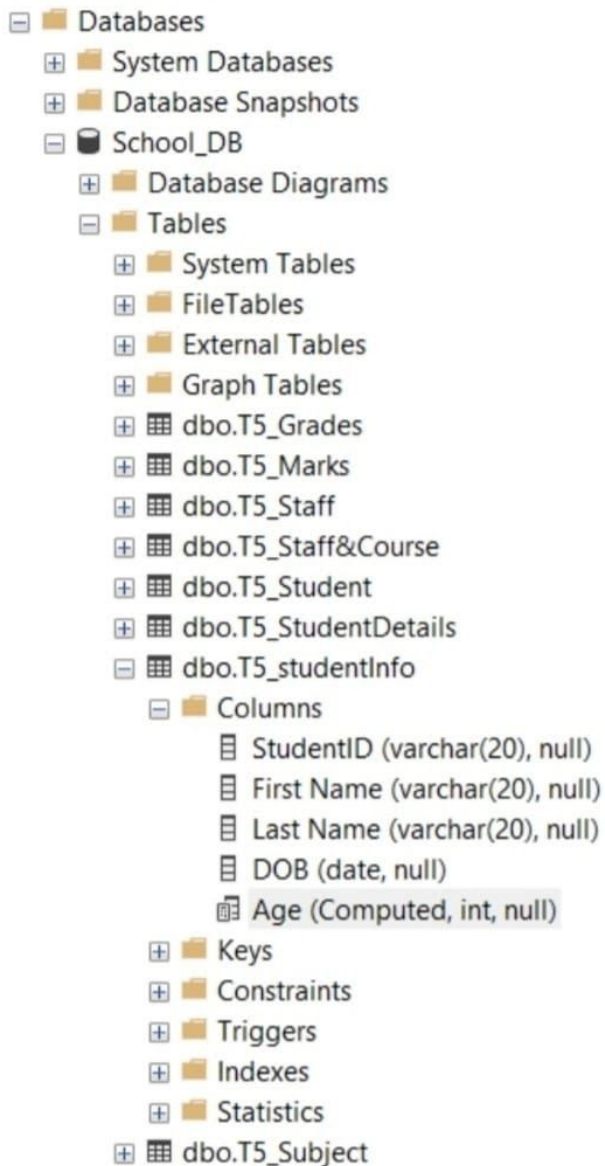 Databases
System Databases
Database Snapshots
School_DB
Database Diagrams
Tables
System Tables
FileTables
External Tables
Graph Tables
dbo.T5_Grades
dbo.T5_Marks
dbo.T5_Staff
dbo.T5_Staff&Course
dbo.T5_Student
dbo.T5_StudentDetails
dbo.T5_studentInfo
Columns
StudentID (varchar(20), null)
First Name (varchar(20), null)
Last Name (varchar(20), null)
DOB (date, null)
Age (Computed, int, null)
Keys
Constraints
Triggers
Indexes
Statistics
dbo.T5_Subject